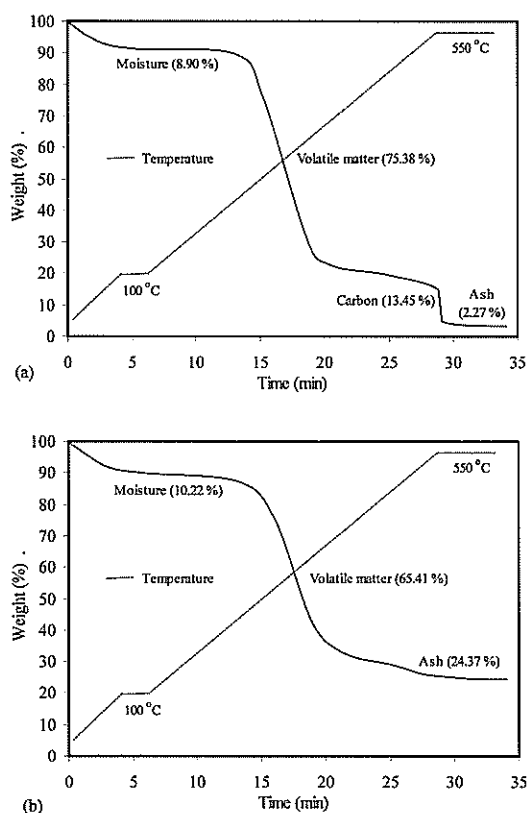 100
90
80
70
60
50
40
30
20
10
0
Weight (%) .
Moisture (8.90 %)
550 °C
Temperature
Volatile matter (75.38 %)
100 °C
Carbon (13.45 %)
Ash
(2.27 %)
0 5 10 15 20 25 30 35
Time (min)
(a)
100
90
80
70
60
50
40
30
20
10
0
Weight (%) .
Moisture (10.22 %)
550 °C
Temperature
Volatile matter (65.41 %)
100 °C
Ash (24.37 %)
0 5 10 15 20 25 30 35
Time (min)
(b)